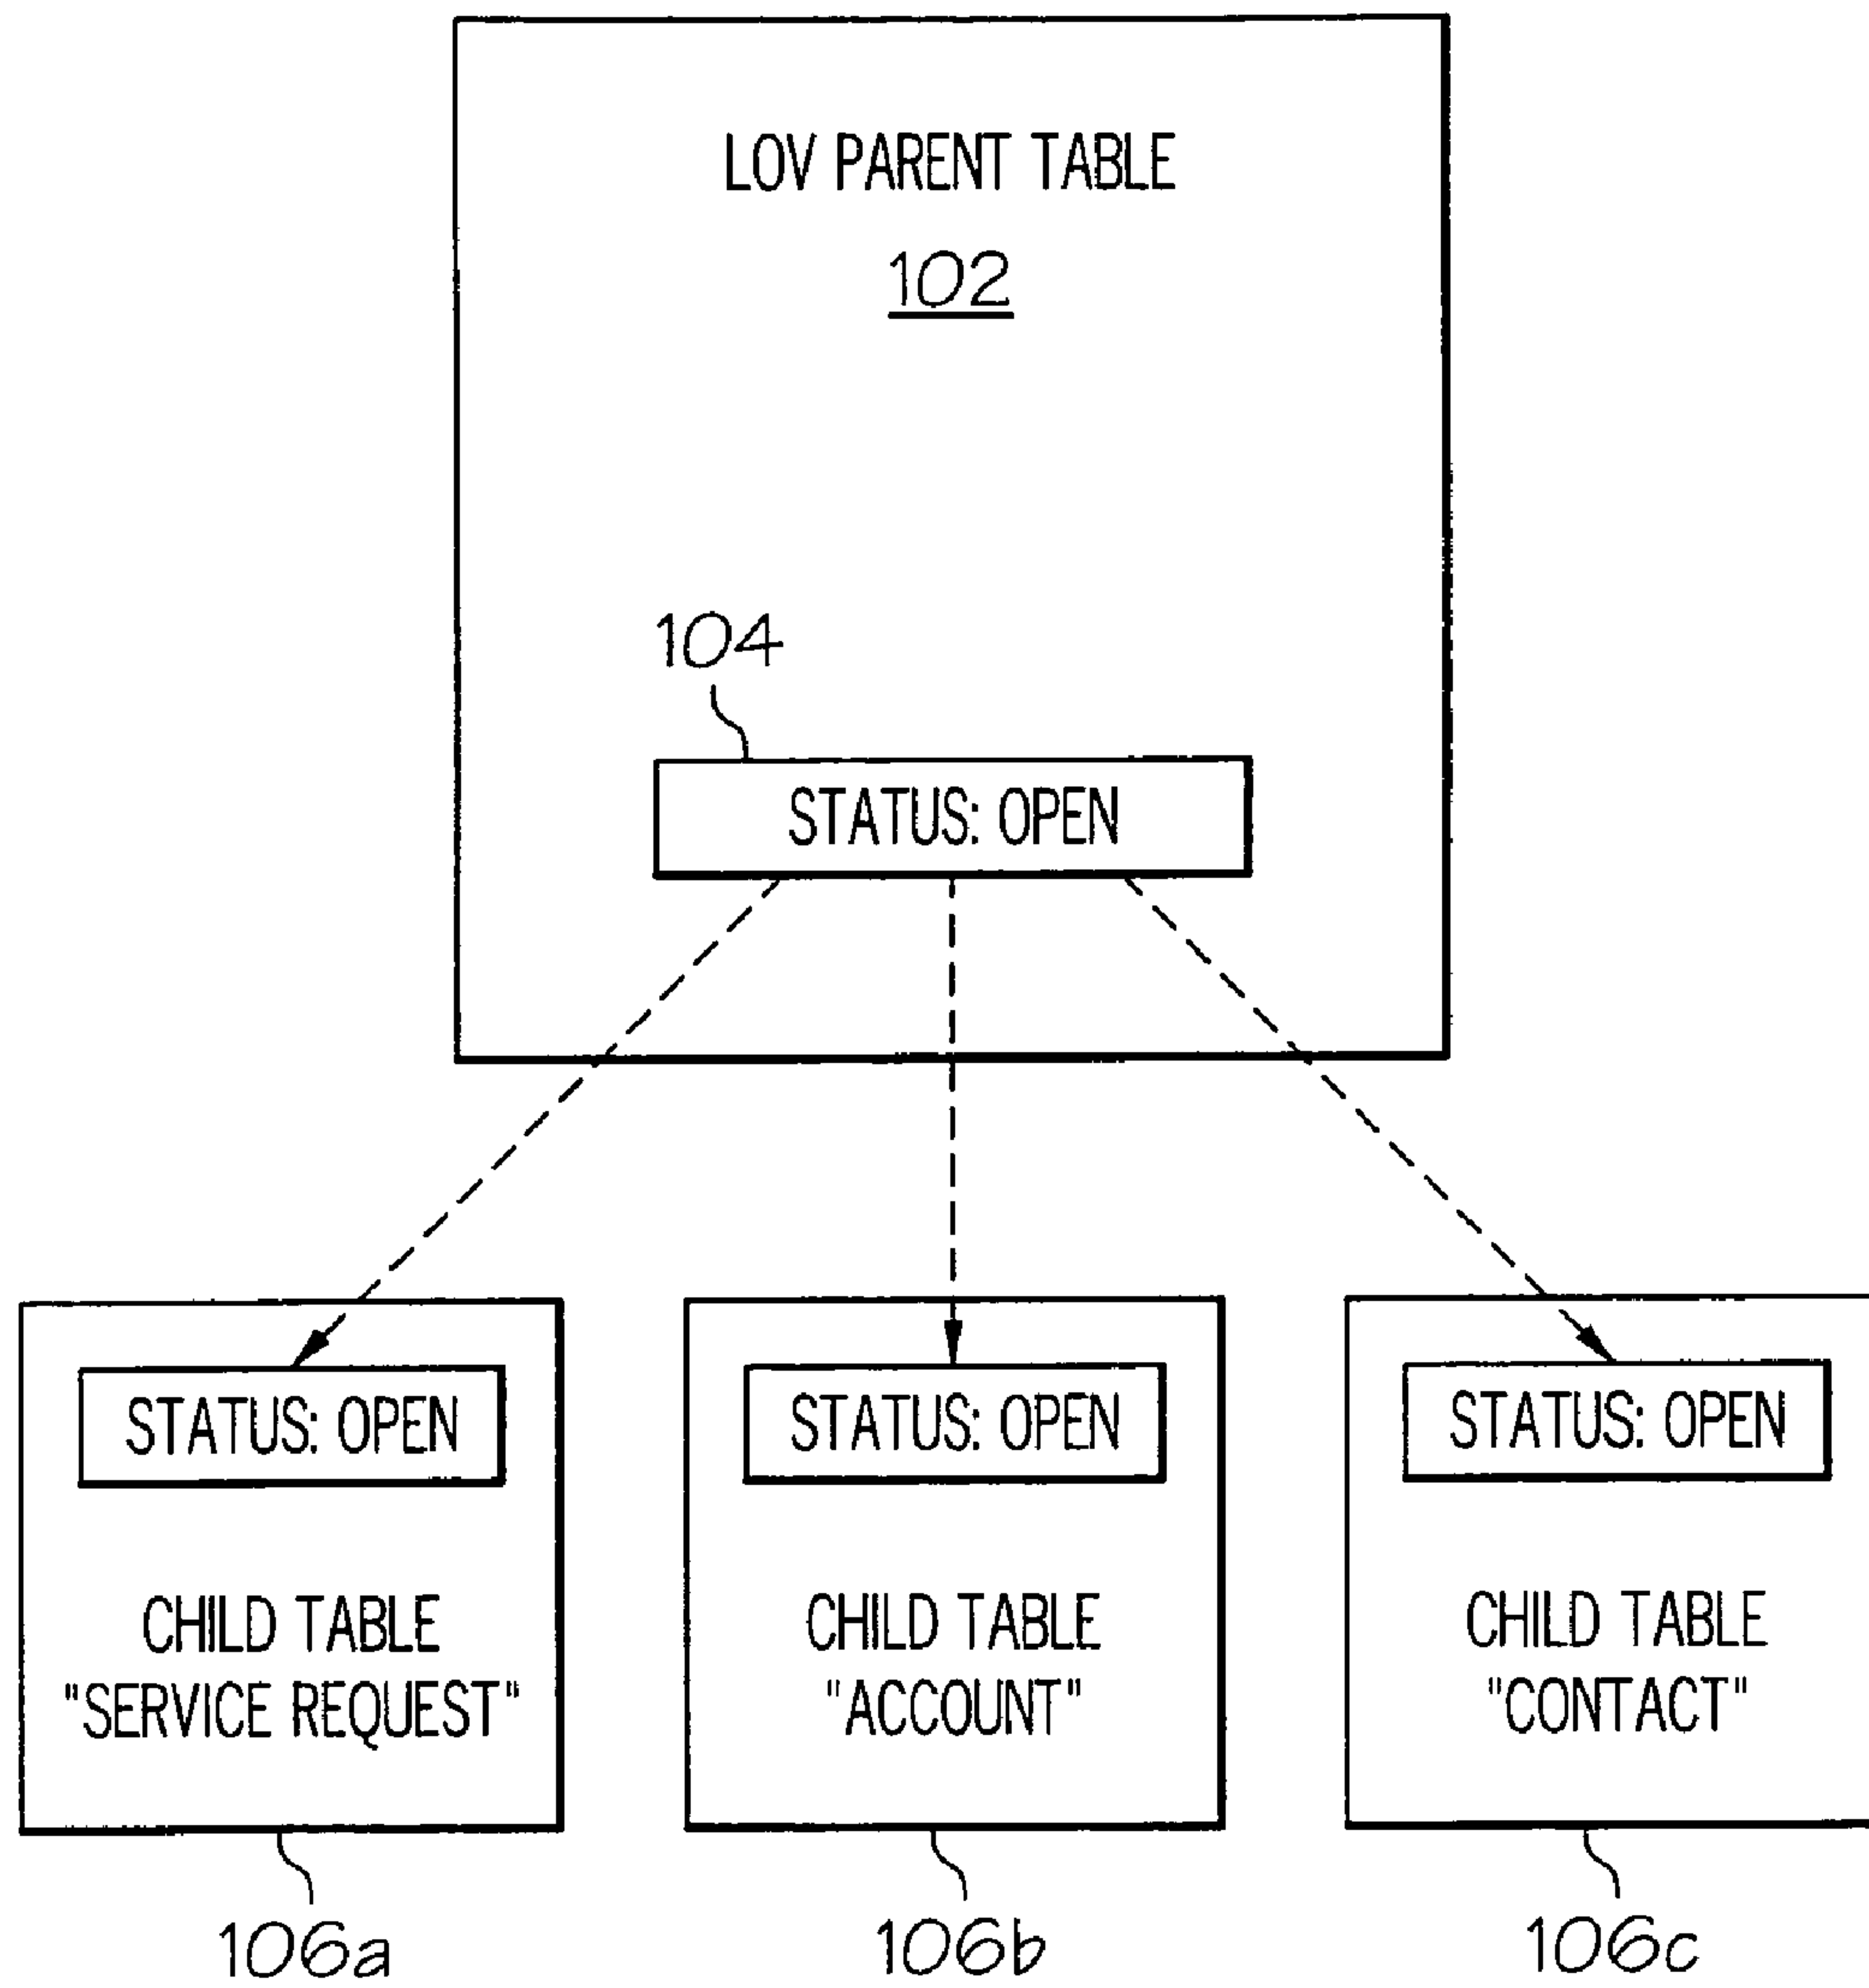 LOV PARENT TABLE
102
104
STATUS: OPEN
STATUS: OPEN
STATUS: OPEN
STATUS: OPEN
CHILD TABLE
"SERVICE REQUEST"
CHILD TABLE
"ACCOUNT"
CHILD TABLE
"CONTACT"
106a
106b
106c